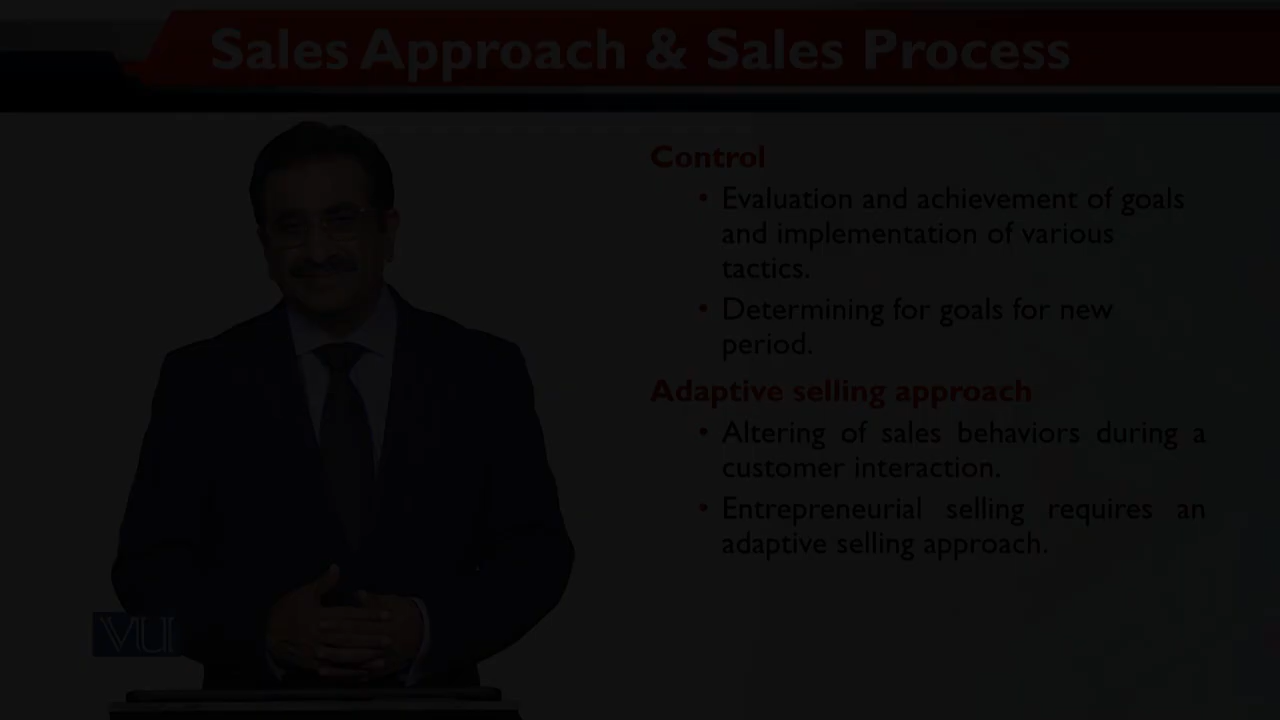 Sales Approach & Sales Process
Control
• Evaluation and achievement of goals
and implementation of various
tactics.
• Determining for goals for new
period.
Adaptive selling approach
• Altering of sales behaviors during a
customer interaction.
• Entrepreneurial selling requires an
adaptive selling approach.
VU